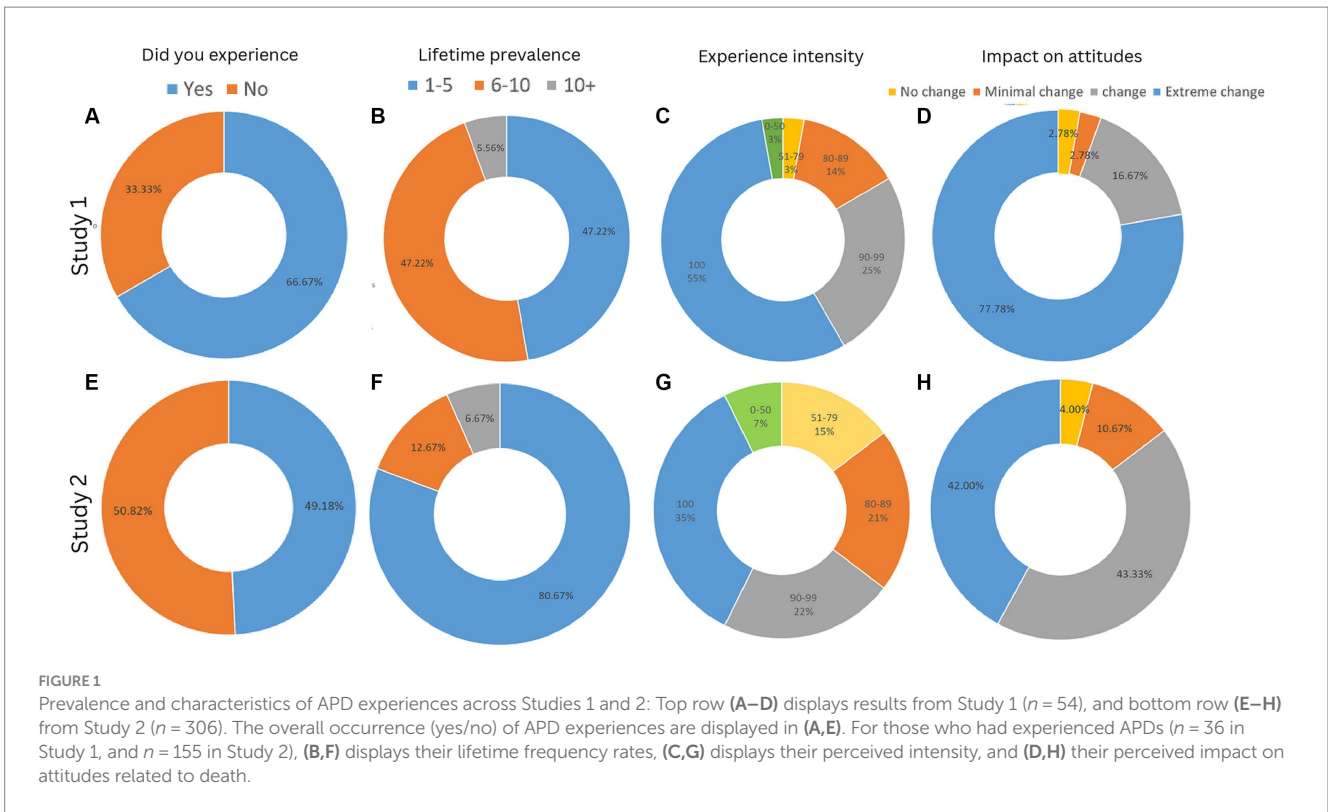 Did you experience
Lifetime prevalence
Experience intensity
Impact on attitudes
Yes No
1-5 6-10 10+
No change Minimal change change Extreme change
A
B
C
D
Study 1
33.33%
66.67%
5.56%
47.22%
47.22%
0-50
3%
51-79
3%
80-89
14%
90-99
25%
100
55%
2.78%
2.78%
16.67%
77.78%
E
F
G
H
Study 2
50.82%
49.18%
12.67%
6.67%
80.67%
0-50
7%
51-79
15%
80-89
21%
90-99
22%
100
35%
4.00%
10.67%
43.33%
42.00%
FIGURE 1
Prevalence and characteristics of APD experiences across Studies 1 and 2: Top row (A–D) displays results from Study 1 (n = 54), and bottom row (E–H)
from Study 2 (n = 306). The overall occurrence (yes/no) of APD experiences are displayed in (A,E). For those who had experienced APDs (n = 36 in
Study 1, and n = 155 in Study 2), (B,F) displays their lifetime frequency rates, (C,G) displays their perceived intensity, and (D,H) their perceived impact on
attitudes related to death.